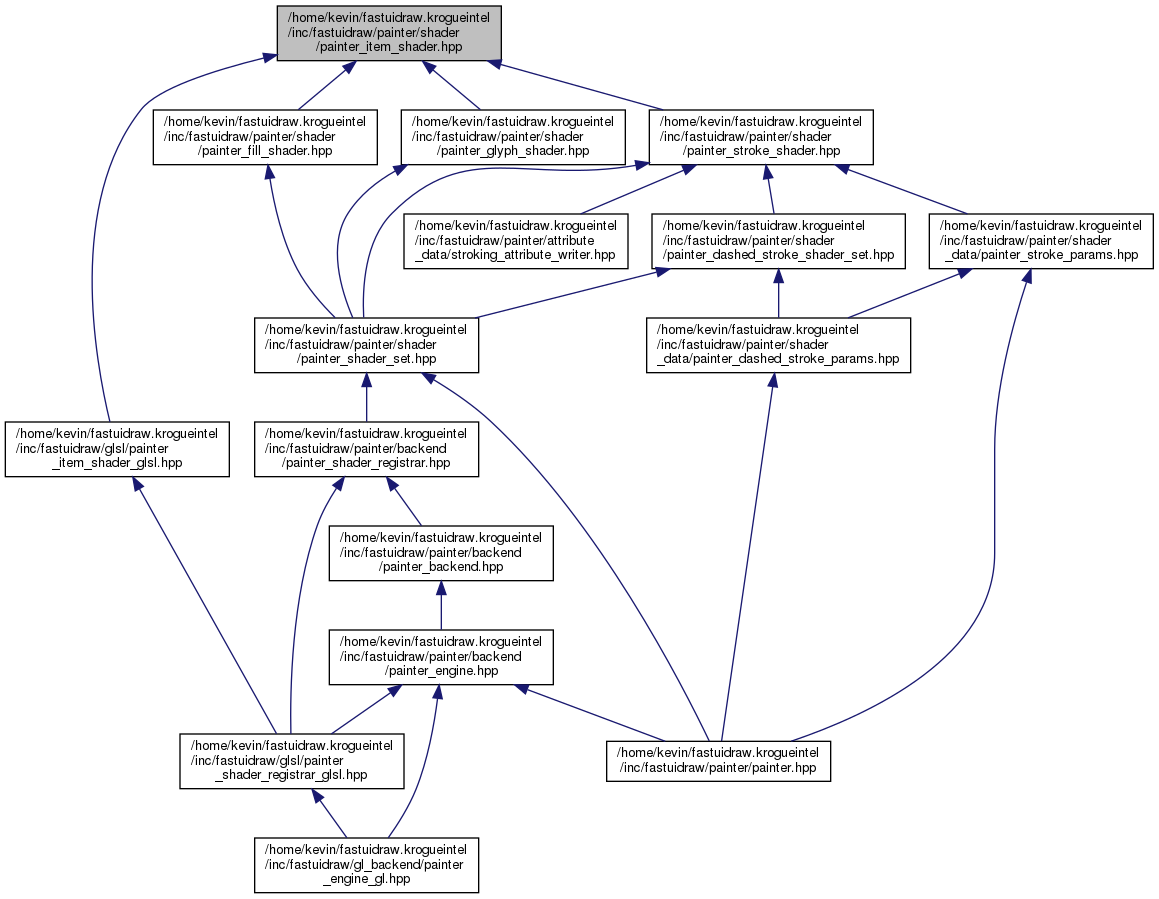 /home/kevin/fastuidraw.krogueintel
/inc/fastuidraw/painter/shader
/painter_item_shader.hpp
/home/kevin/fastuidraw.krogueintel
/inc/fastuidraw/painter/shader
/painter_fill_shader.hpp
/home/kevin/fastuidraw.krogueintel
/inc/fastuidraw/painter/shader
/painter_glyph_shader.hpp
/home/kevin/fastuidraw.krogueintel
/inc/fastuidraw/painter/shader
/painter_stroke_shader.hpp
/home/kevin/fastuidraw.krogueintel
/inc/fastuidraw/painter/attribute
_data/stroking_attribute_writer.hpp
/home/kevin/fastuidraw.krogueintel
/inc/fastuidraw/painter/shader
/painter_dashed_stroke_shader_set.hpp
/home/kevin/fastuidraw.krogueintel
/inc/fastuidraw/painter/shader
_data/painter_stroke_params.hpp
/home/kevin/fastuidraw.krogueintel
/inc/fastuidraw/painter/shader
/painter_shader_set.hpp
/home/kevin/fastuidraw.krogueintel
/inc/fastuidraw/painter/shader
_data/painter_dashed_stroke_params.hpp
/home/kevin/fastuidraw.krogueintel
/inc/fastuidraw/glsl/painter
_item_shader_glsl.hpp
/home/kevin/fastuidraw.krogueintel
/inc/fastuidraw/painter/backend
/painter_shader_registrar.hpp
/home/kevin/fastuidraw.krogueintel
/inc/fastuidraw/painter/backend
/painter_backend.hpp
/home/kevin/fastuidraw.krogueintel
/inc/fastuidraw/painter/backend
/painter_engine.hpp
/home/kevin/fastuidraw.krogueintel
/inc/fastuidraw/glsl/painter
_shader_registrar_glsl.hpp
/home/kevin/fastuidraw.krogueintel
/inc/fastuidraw/painter/painter.hpp
/home/kevin/fastuidraw.krogueintel
/inc/fastuidraw/gl_backend/painter
_engine_gl.hpp